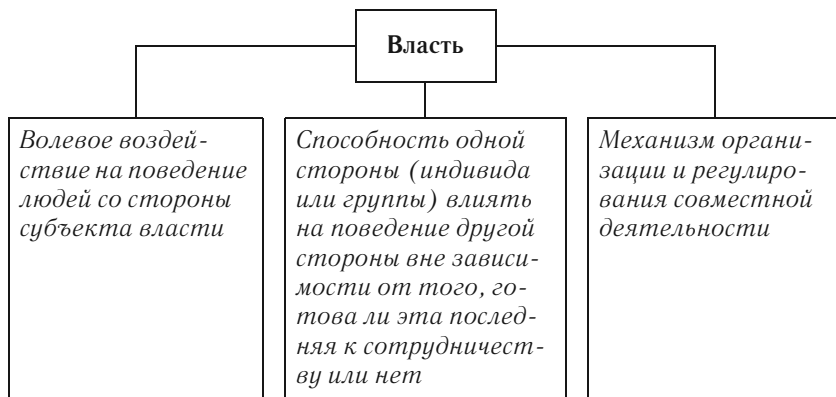 Власть
Волевое воздей-
ствие на поведение
людей со стороны
субъекта власти
Способность одной
стороны (индивида
или группы) влиять
на поведение другой
стороны вне зависи-
мости от того, го-
това ли эта послед-
няя к сотрудничест-
ву или нет
Механизм органи-
зации и регулиро-
вания совместной
деятельности